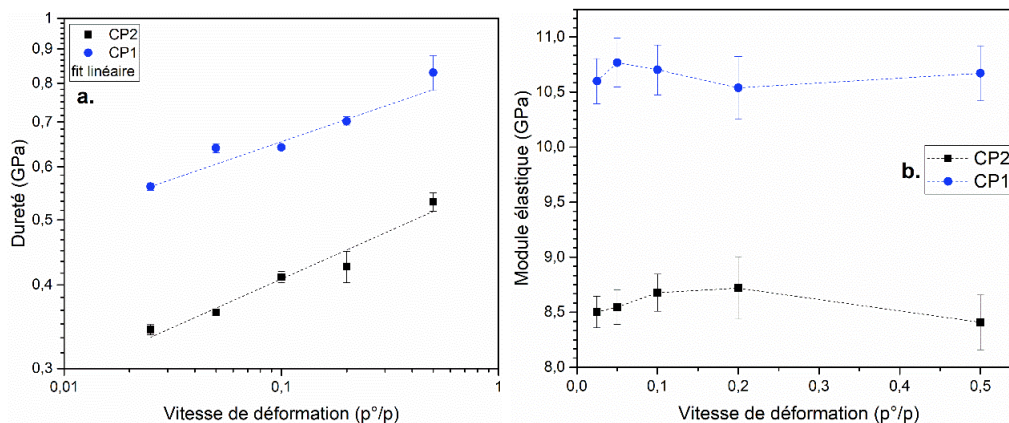 CP2
CP1
fit linéaire
a.
Dureté (GPa)
1
0,9
0,8
0,7
0,6
0,5
0,4
0,3
0,01
0,1
1
Vitesse de déformation (p°/p)
CP2
CP1
b.
Module élastique (GPa)
11,0
10,5
10,0
9,5
9,0
8,5
8,0
0,0
0,1
0,2
0,3
0,4
0,5
Vitesse de déformation (p°/p)